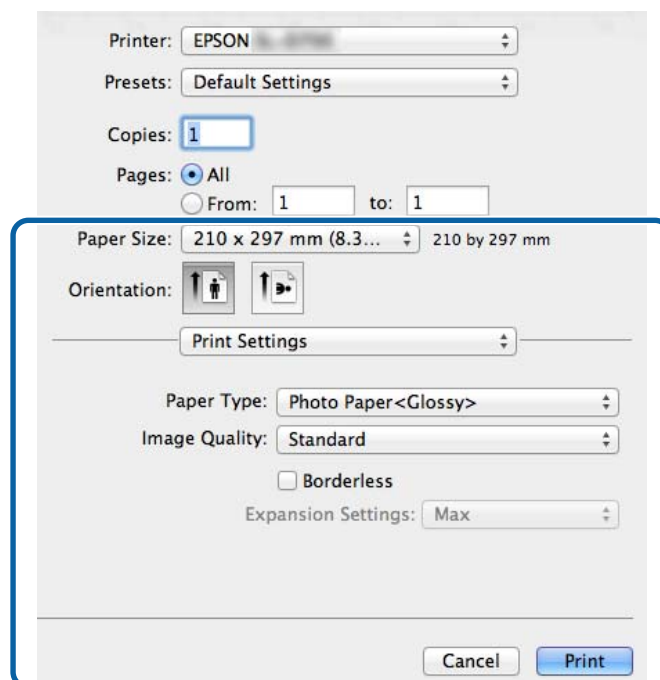 Printer: EPSON
Presets: Default Settings
Copies: 1
Pages: All
From: 1 to: 1
Paper Size: 210 x 297 mm (8.3... 210 by 297 mm
Orientation:
Print Settings
Paper Type: Photo Paper<Glossy>
Image Quality: Standard
Borderless
Expansion Settings: Max
Cancel Print